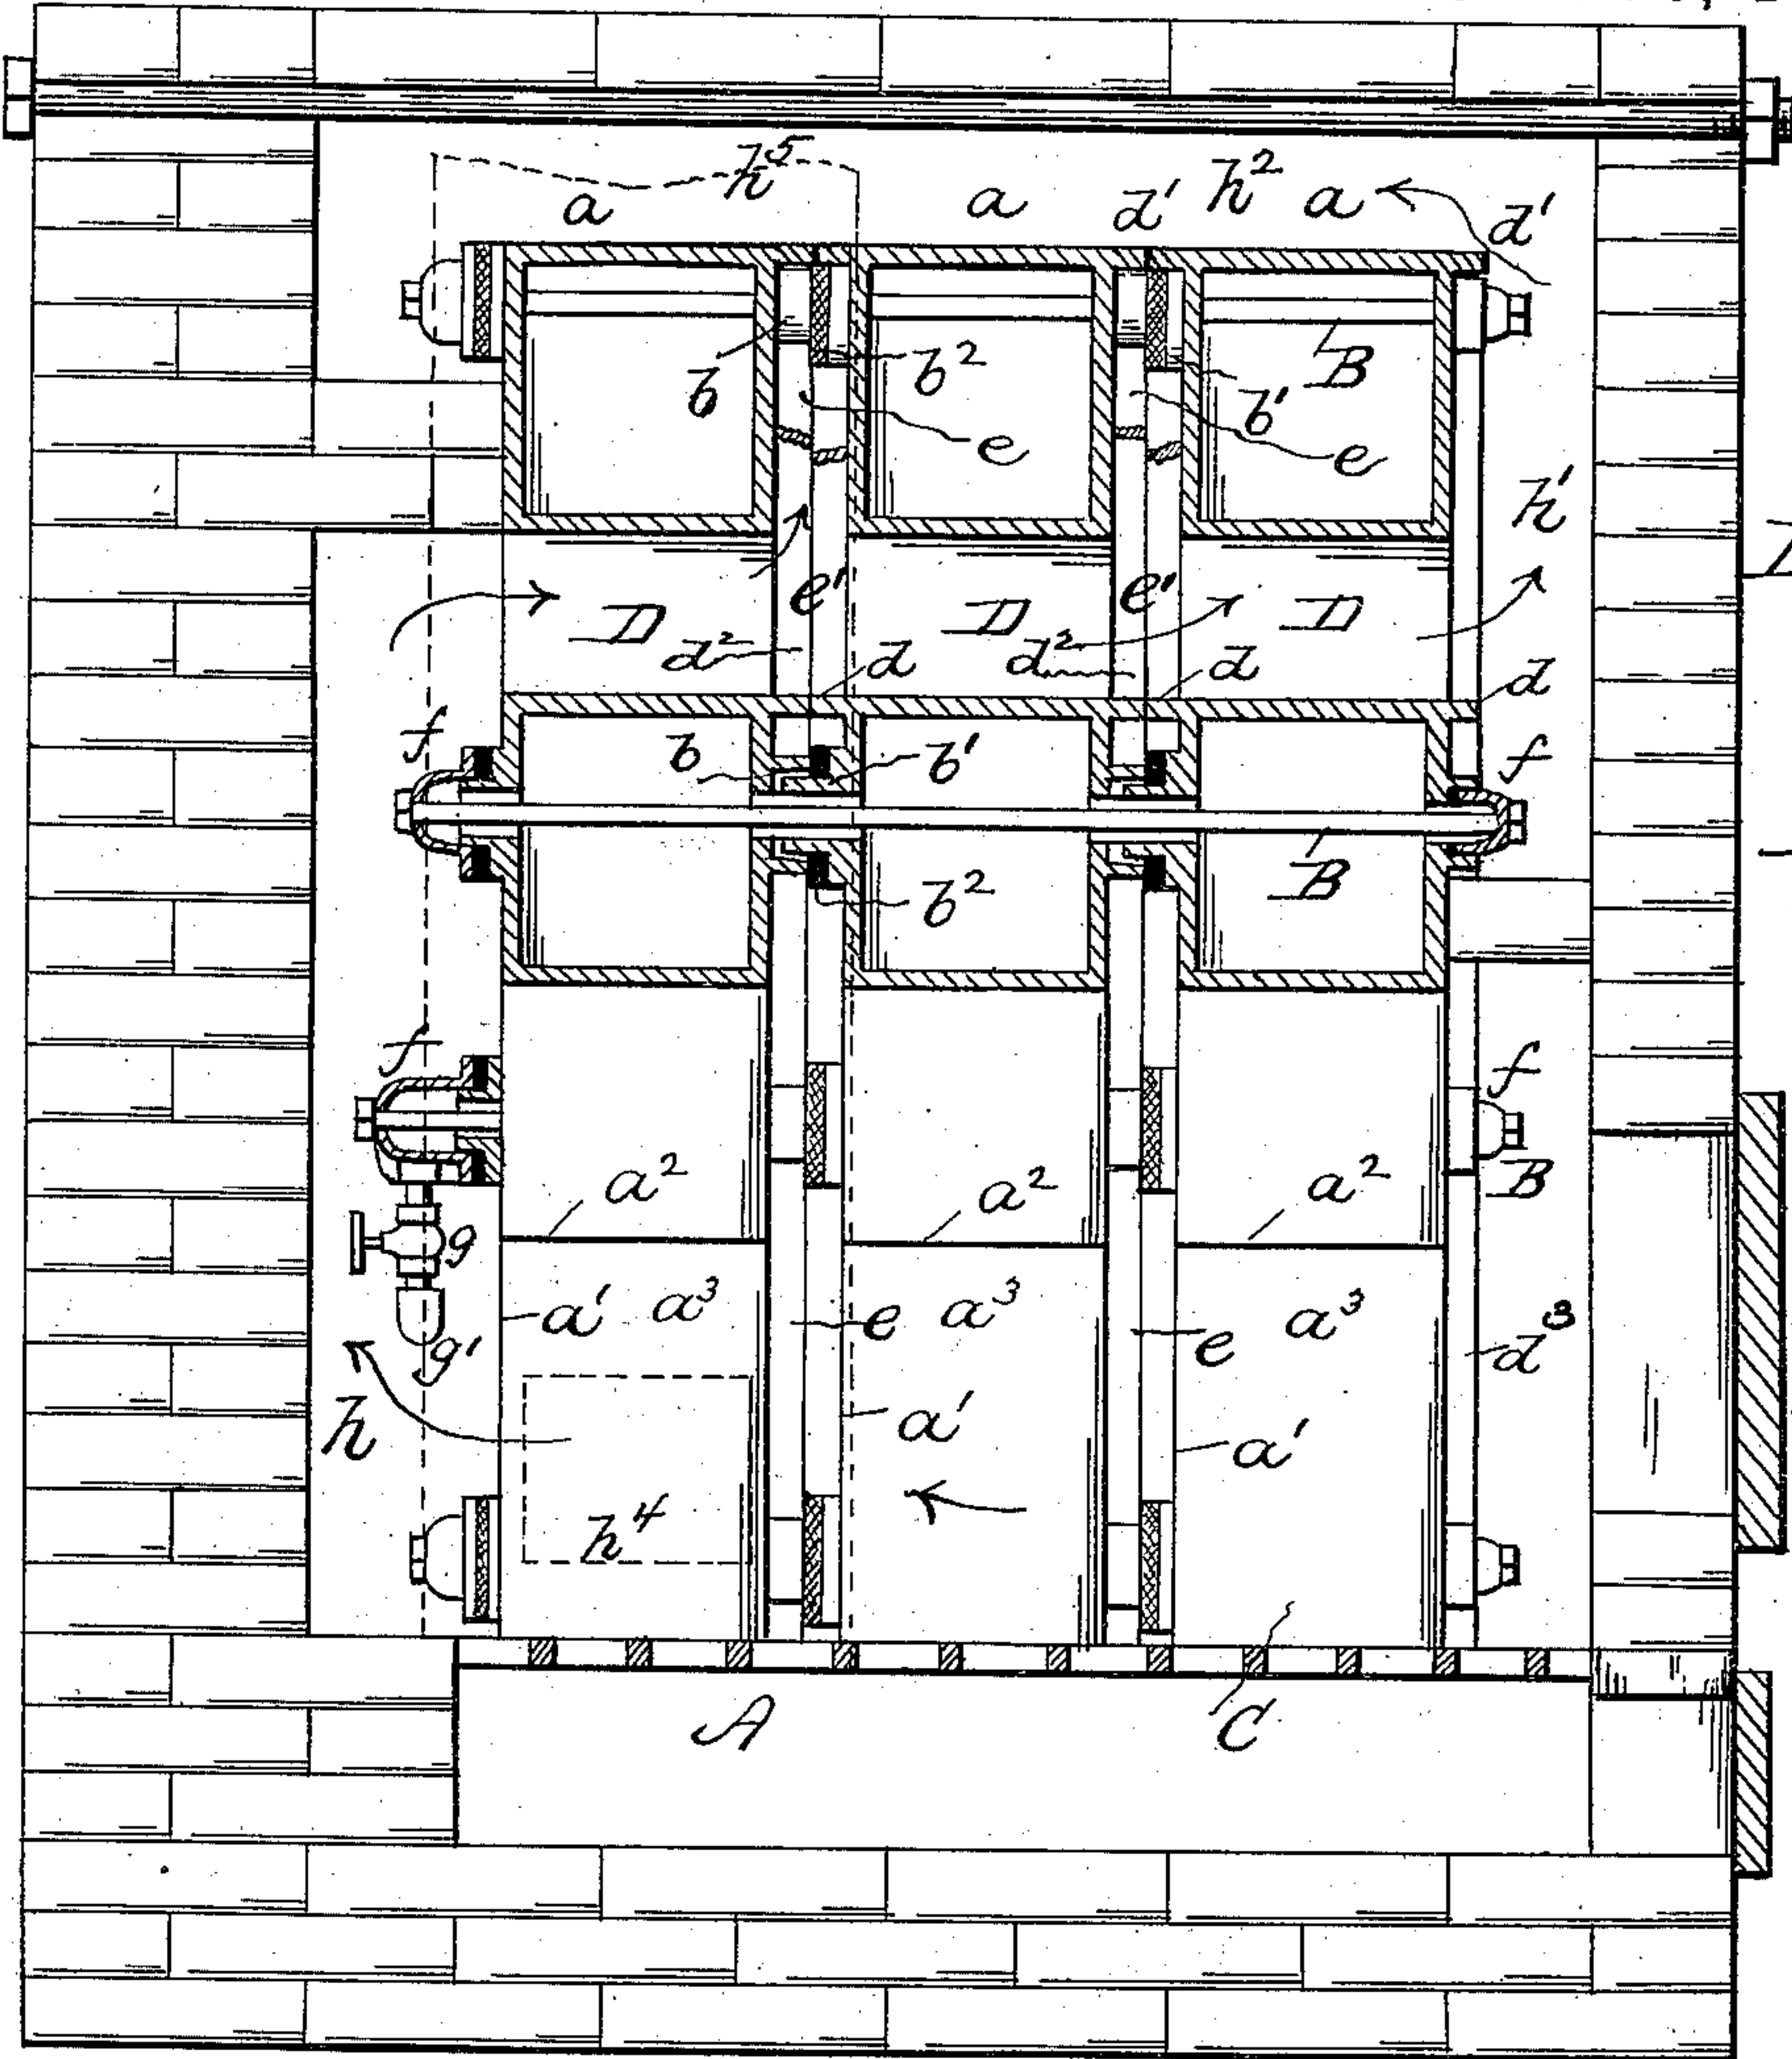 h⁵
a a d' h² a d'
b b² b' B
e e
h'
D e' D e' D
d² d d² d d
f b b' f
b² B
f f
a² a² a² B
g
a' a³ e a³ e a³ d³
g'
h a' a'
h⁴
A C